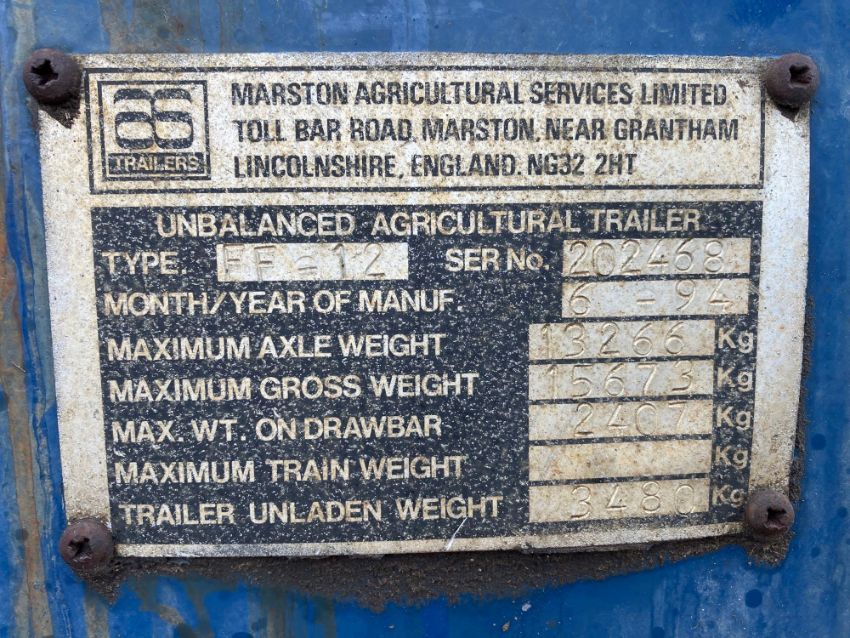 AS
TRAILERS
MARSTON AGRICULTURAL SERVICES LIMITED
TOLL BAR ROAD, MARSTON, NEAR GRANTHAM
LINCOLNSHIRE, ENGLAND. NG32 2HT
UNBALANCED AGRICULTURAL TRAILER
TYPE. FF-12 SER No. 202468
MONTH/YEAR OF MANUF. 6 - 94
MAXIMUM AXLE WEIGHT 13266 Kg
MAXIMUM GROSS WEIGHT 15673 Kg
MAX. WT. ON DRAWBAR 2407 Kg
MAXIMUM TRAIN WEIGHT Kg
TRAILER UNLADEN WEIGHT 3480 Kg